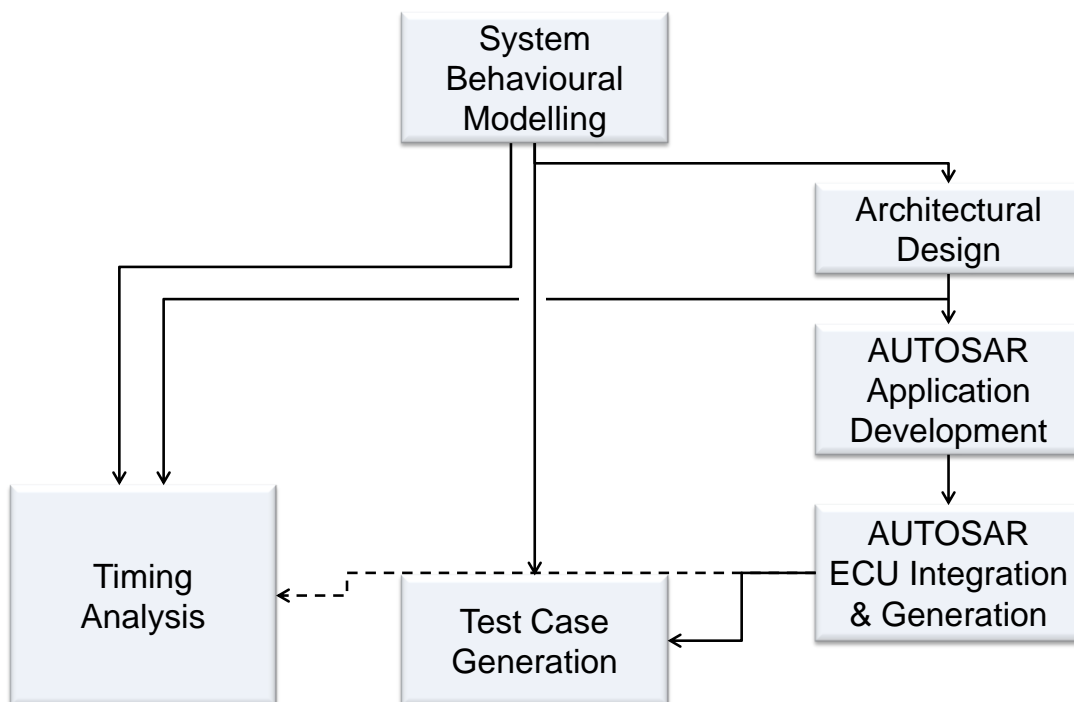 System
Behavioural
Modelling
Architectural
Design
AUTOSAR
Application
Development
AUTOSAR
ECU Integration
& Generation
Timing
Analysis
Test Case
Generation